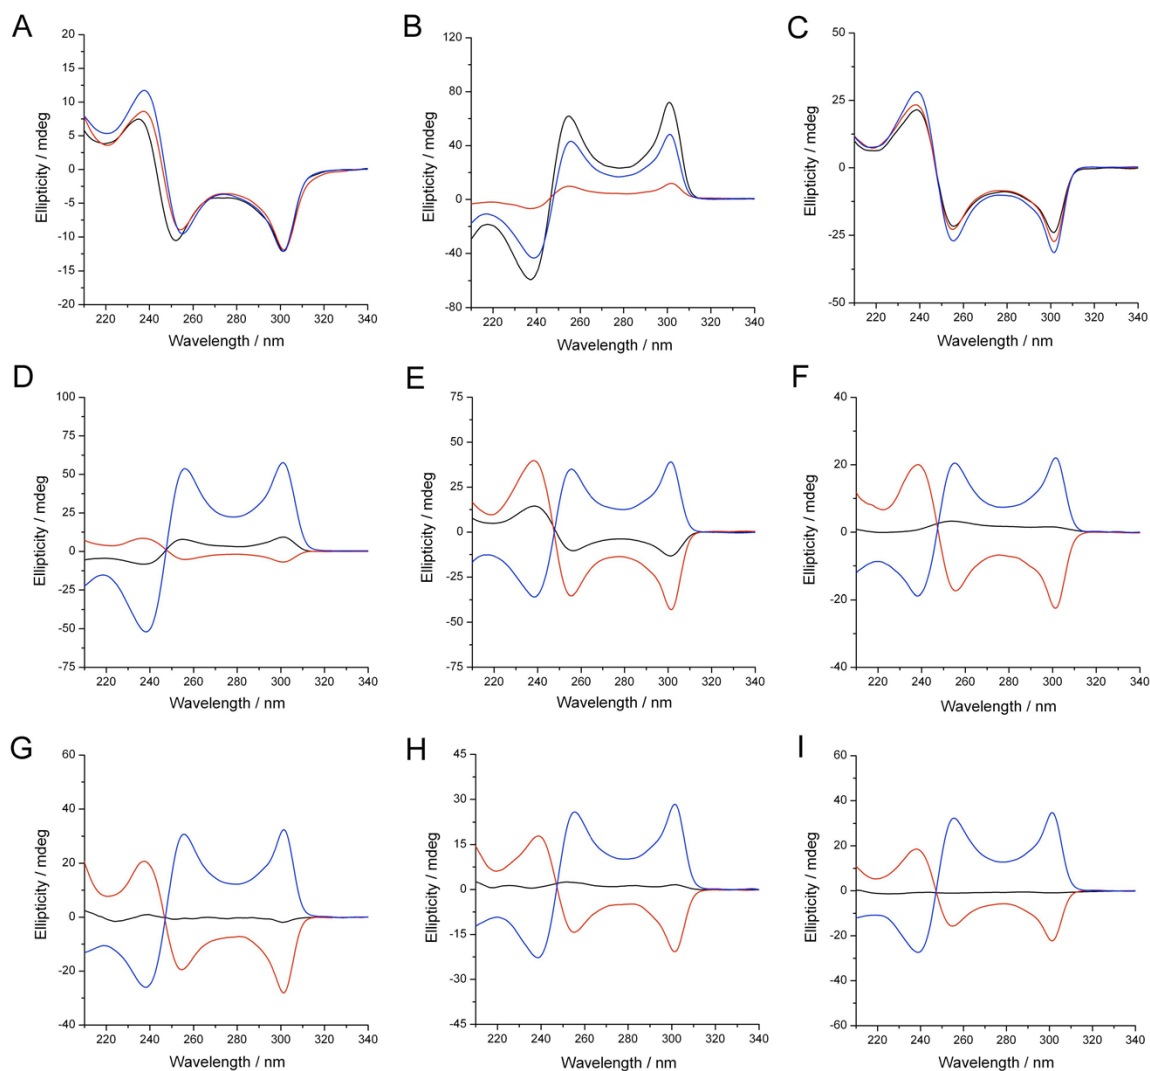 A
20
15
10
5
0
-5
-10
-15
-20
Ellipticity / mdeg
220 240 260 280 300 320 340
Wavelength / nm
B
120
80
40
0
-40
-80
Ellipticity / mdeg
220 240 260 280 300 320 340
Wavelength / nm
C
50
25
0
-25
-50
Ellipticity / mdeg
220 240 260 280 300 320 340
Wavelength / nm
D
100
75
50
25
0
-25
-50
-75
Ellipticity / mdeg
220 240 260 280 300 320 340
Wavelength / nm
E
75
50
25
0
-25
-50
-75
Ellipticity / mdeg
220 240 260 280 300 320 340
Wavelength / nm
F
40
20
0
-20
-40
Ellipticity / mdeg
220 240 260 280 300 320 340
Wavelength / nm
G
60
40
20
0
-20
-40
Ellipticity / mdeg
220 240 260 280 300 320 340
Wavelength / nm
H
45
30
15
0
-15
-30
-45
Ellipticity / mdeg
220 240 260 280 300 320 340
Wavelength / nm
I
60
40
20
0
-20
-40
-60
Ellipticity / mdeg
220 240 260 280 300 320 340
Wavelength / nm